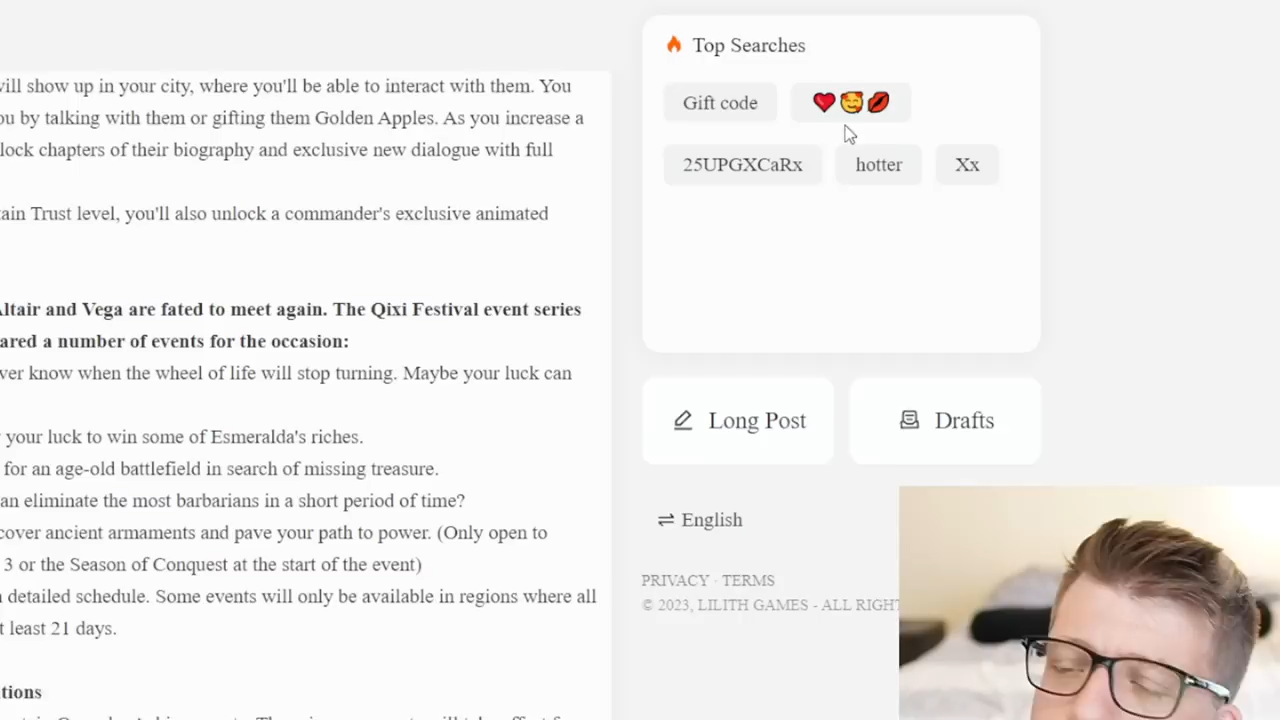 will show up in your city, where you'll be able to interact with them. You
ou by talking with them or gifting them Golden Apples. As you increase a
lock chapters of their biography and exclusive new dialogue with full
tain Trust level, you'll also unlock a commander's exclusive animated
Altair and Vega are fated to meet again. The Qixi Festival event series
ared a number of events for the occasion:
ver know when the wheel of life will stop turning. Maybe your luck can
your luck to win some of Esmeralda's riches.
for an age-old battlefield in search of missing treasure.
an eliminate the most barbarians in a short period of time?
cover ancient armaments and pave your path to power. (Only open to
3 or the Season of Conquest at the start of the event)
detailed schedule. Some events will only be available in regions where all
t least 21 days.
tions
🔥 Top Searches
Gift code
❤️🥰💋
25UPGXCaRx hotter Xx
Long Post Drafts
⇌ English
PRIVACY · TERMS
© 2023, LILITH GAMES - ALL RIGHT